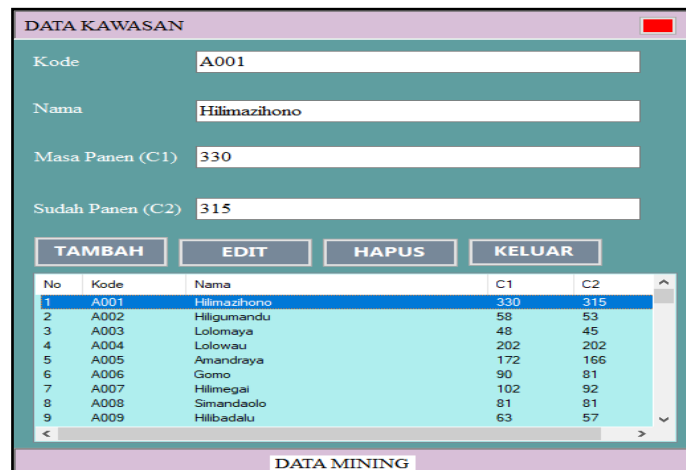 DATA KAWASAN
Kode A001
Nama Hilimazihono
Masa Panen (C1) 330
Sudah Panen (C2) 315
TAMBAH EDIT HAPUS KELUAR
No Kode Nama C1 C2
1 A001 Hilimazihono 330 315
2 A002 Hiligumandu 58 53
3 A003 Lolomaya 48 45
4 A004 Lolowau 202 202
5 A005 Amandraya 172 166
6 A006 Gomo 90 81
7 A007 Hilimegai 102 92
8 A008 Simandaolo 81 81
9 A009 Hilibadalu 63 57
DATA MINING